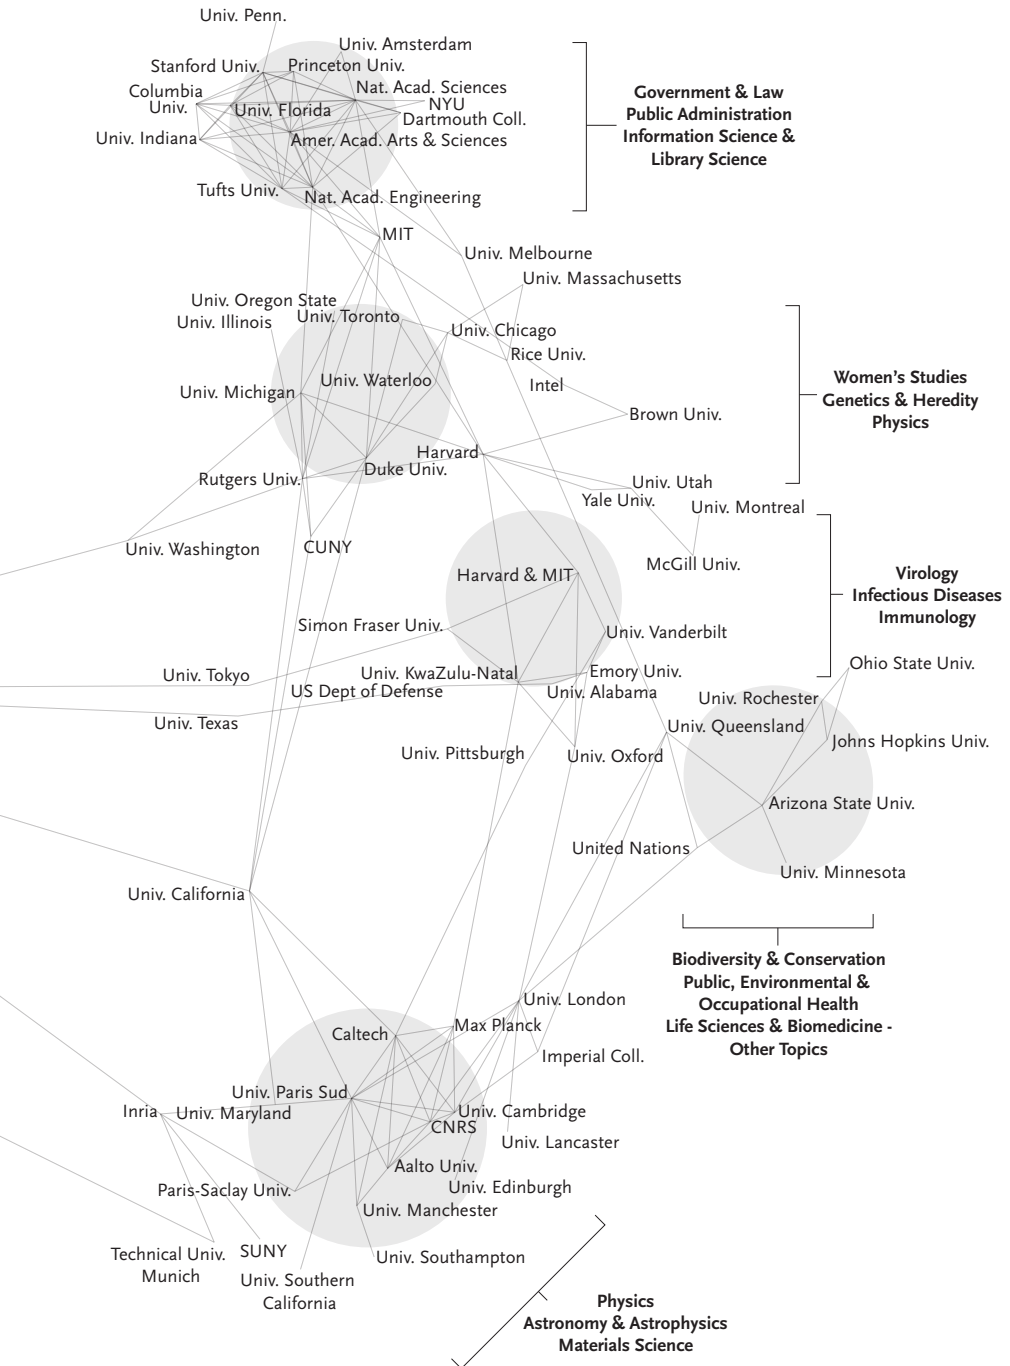 Univ. Penn.
Univ. Amsterdam
Stanford Univ.
Princeton Univ.
Columbia
Univ.
Nat. Acad. Sciences
NYU
Univ. Florida
Dartmouth Coll.
Univ. Indiana
Amer. Acad. Arts & Sciences
Tufts Univ.
Nat. Acad. Engineering
Government & Law
Public Administration
Information Science &
Library Science
MIT
Univ. Melbourne
Univ. Massachusetts
Univ. Oregon State
Univ. Illinois
Univ. Toronto
Univ. Chicago
Rice Univ.
Univ. Waterloo
Intel
Univ. Michigan
Brown Univ.
Women’s Studies
Genetics & Heredity
Physics
Harvard
Duke Univ.
Rutgers Univ.
Univ. Utah
Yale Univ.
Univ. Montreal
Univ. Washington
CUNY
McGill Univ.
Harvard & MIT
Virology
Infectious Diseases
Immunology
Simon Fraser Univ.
Univ. Vanderbilt
Univ. Tokyo
Univ. KwaZulu-Natal
Emory Univ.
US Dept of Defense
Univ. Alabama
Ohio State Univ.
Univ. Rochester
Univ. Texas
Univ. Queensland
Johns Hopkins Univ.
Univ. Pittsburgh
Univ. Oxford
Arizona State Univ.
United Nations
Univ. Minnesota
Univ. California
Biodiversity & Conservation
Public, Environmental &
Occupational Health
Life Sciences & Biomedicine -
Other Topics
Univ. London
Max Planck
Caltech
Imperial Coll.
Univ. Paris Sud
Inria
Univ. Maryland
Univ. Cambridge
CNRS
Univ. Lancaster
Aalto Univ.
Paris-Saclay Univ.
Univ. Edinburgh
Univ. Manchester
Technical Univ.
Munich
SUNY
Univ. Southampton
Univ. Southern
California
Physics
Astronomy & Astrophysics
Materials Science